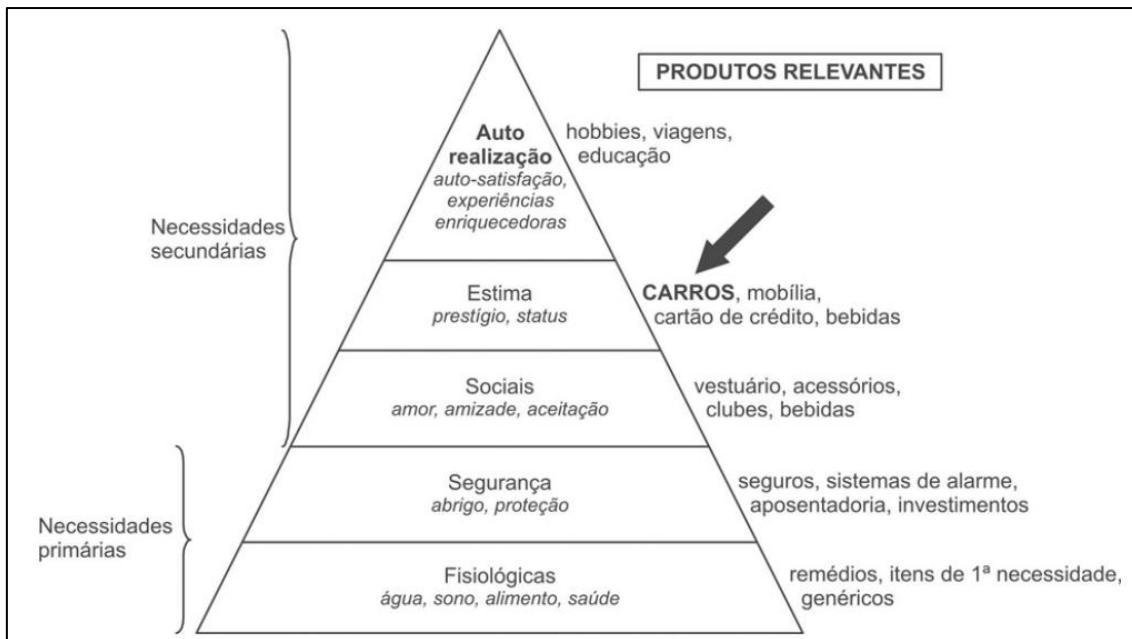 PRODUTOS RELEVANTES
Auto
realização
auto-satisfação,
experiências
enriquecedoras
hobbies, viagens,
educação
Necessidades
secundárias
Estima
prestígio, status
CARROS, mobília,
cartão de crédito, bebidas
Sociais
amor, amizade, aceitação
vestuário, acessórios,
clubes, bebidas
Segurança
abrigo, proteção
seguros, sistemas de alarme,
aposentadoria, investimentos
Necessidades
primárias
Fisiológicas
água, sono, alimento, saúde
remédios, itens de 1ª necessidade,
genéricos